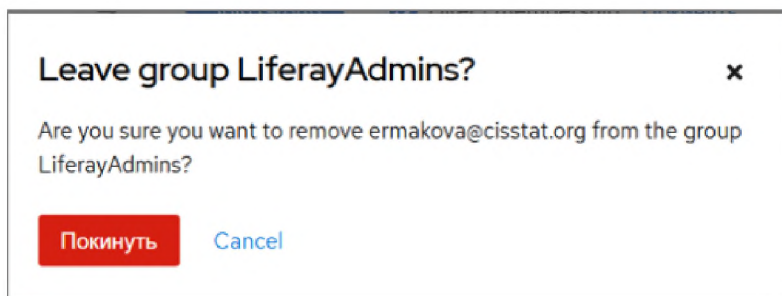 Leave group LiferayAdmins?
Are you sure you want to remove ermakova@cisstat.org from the group
LiferayAdmins?
Покинуть Cancel